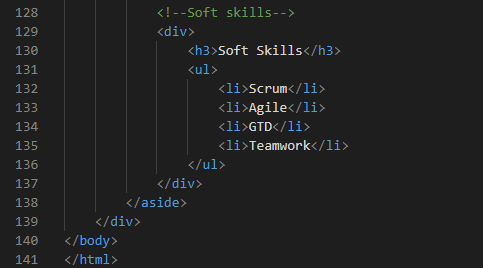 128 <!--Soft skills-->
129 <div>
130 <h3>Soft Skills</h3>
131 <ul>
132 <li>Scrum</li>
133 <li>Agile</li>
134 <li>GTD</li>
135 <li>Teamwork</li>
136 </ul>
137 </div>
138 </aside>
139 </div>
140 </body>
141 </html>